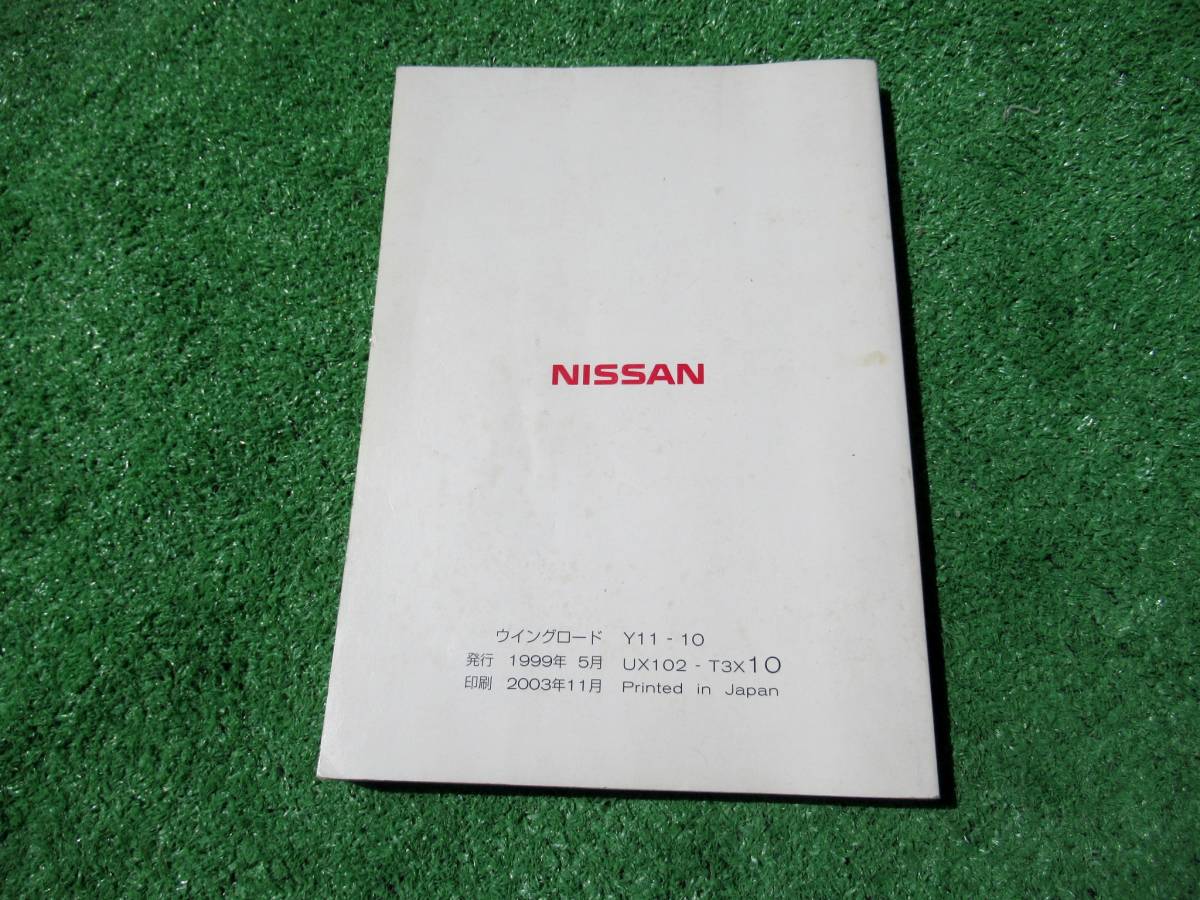 NISSAN
ウイングロード Y11 - 10
発行 1999年 5月 UX102 - T3X10
印刷 2003年11月 Printed in Japan